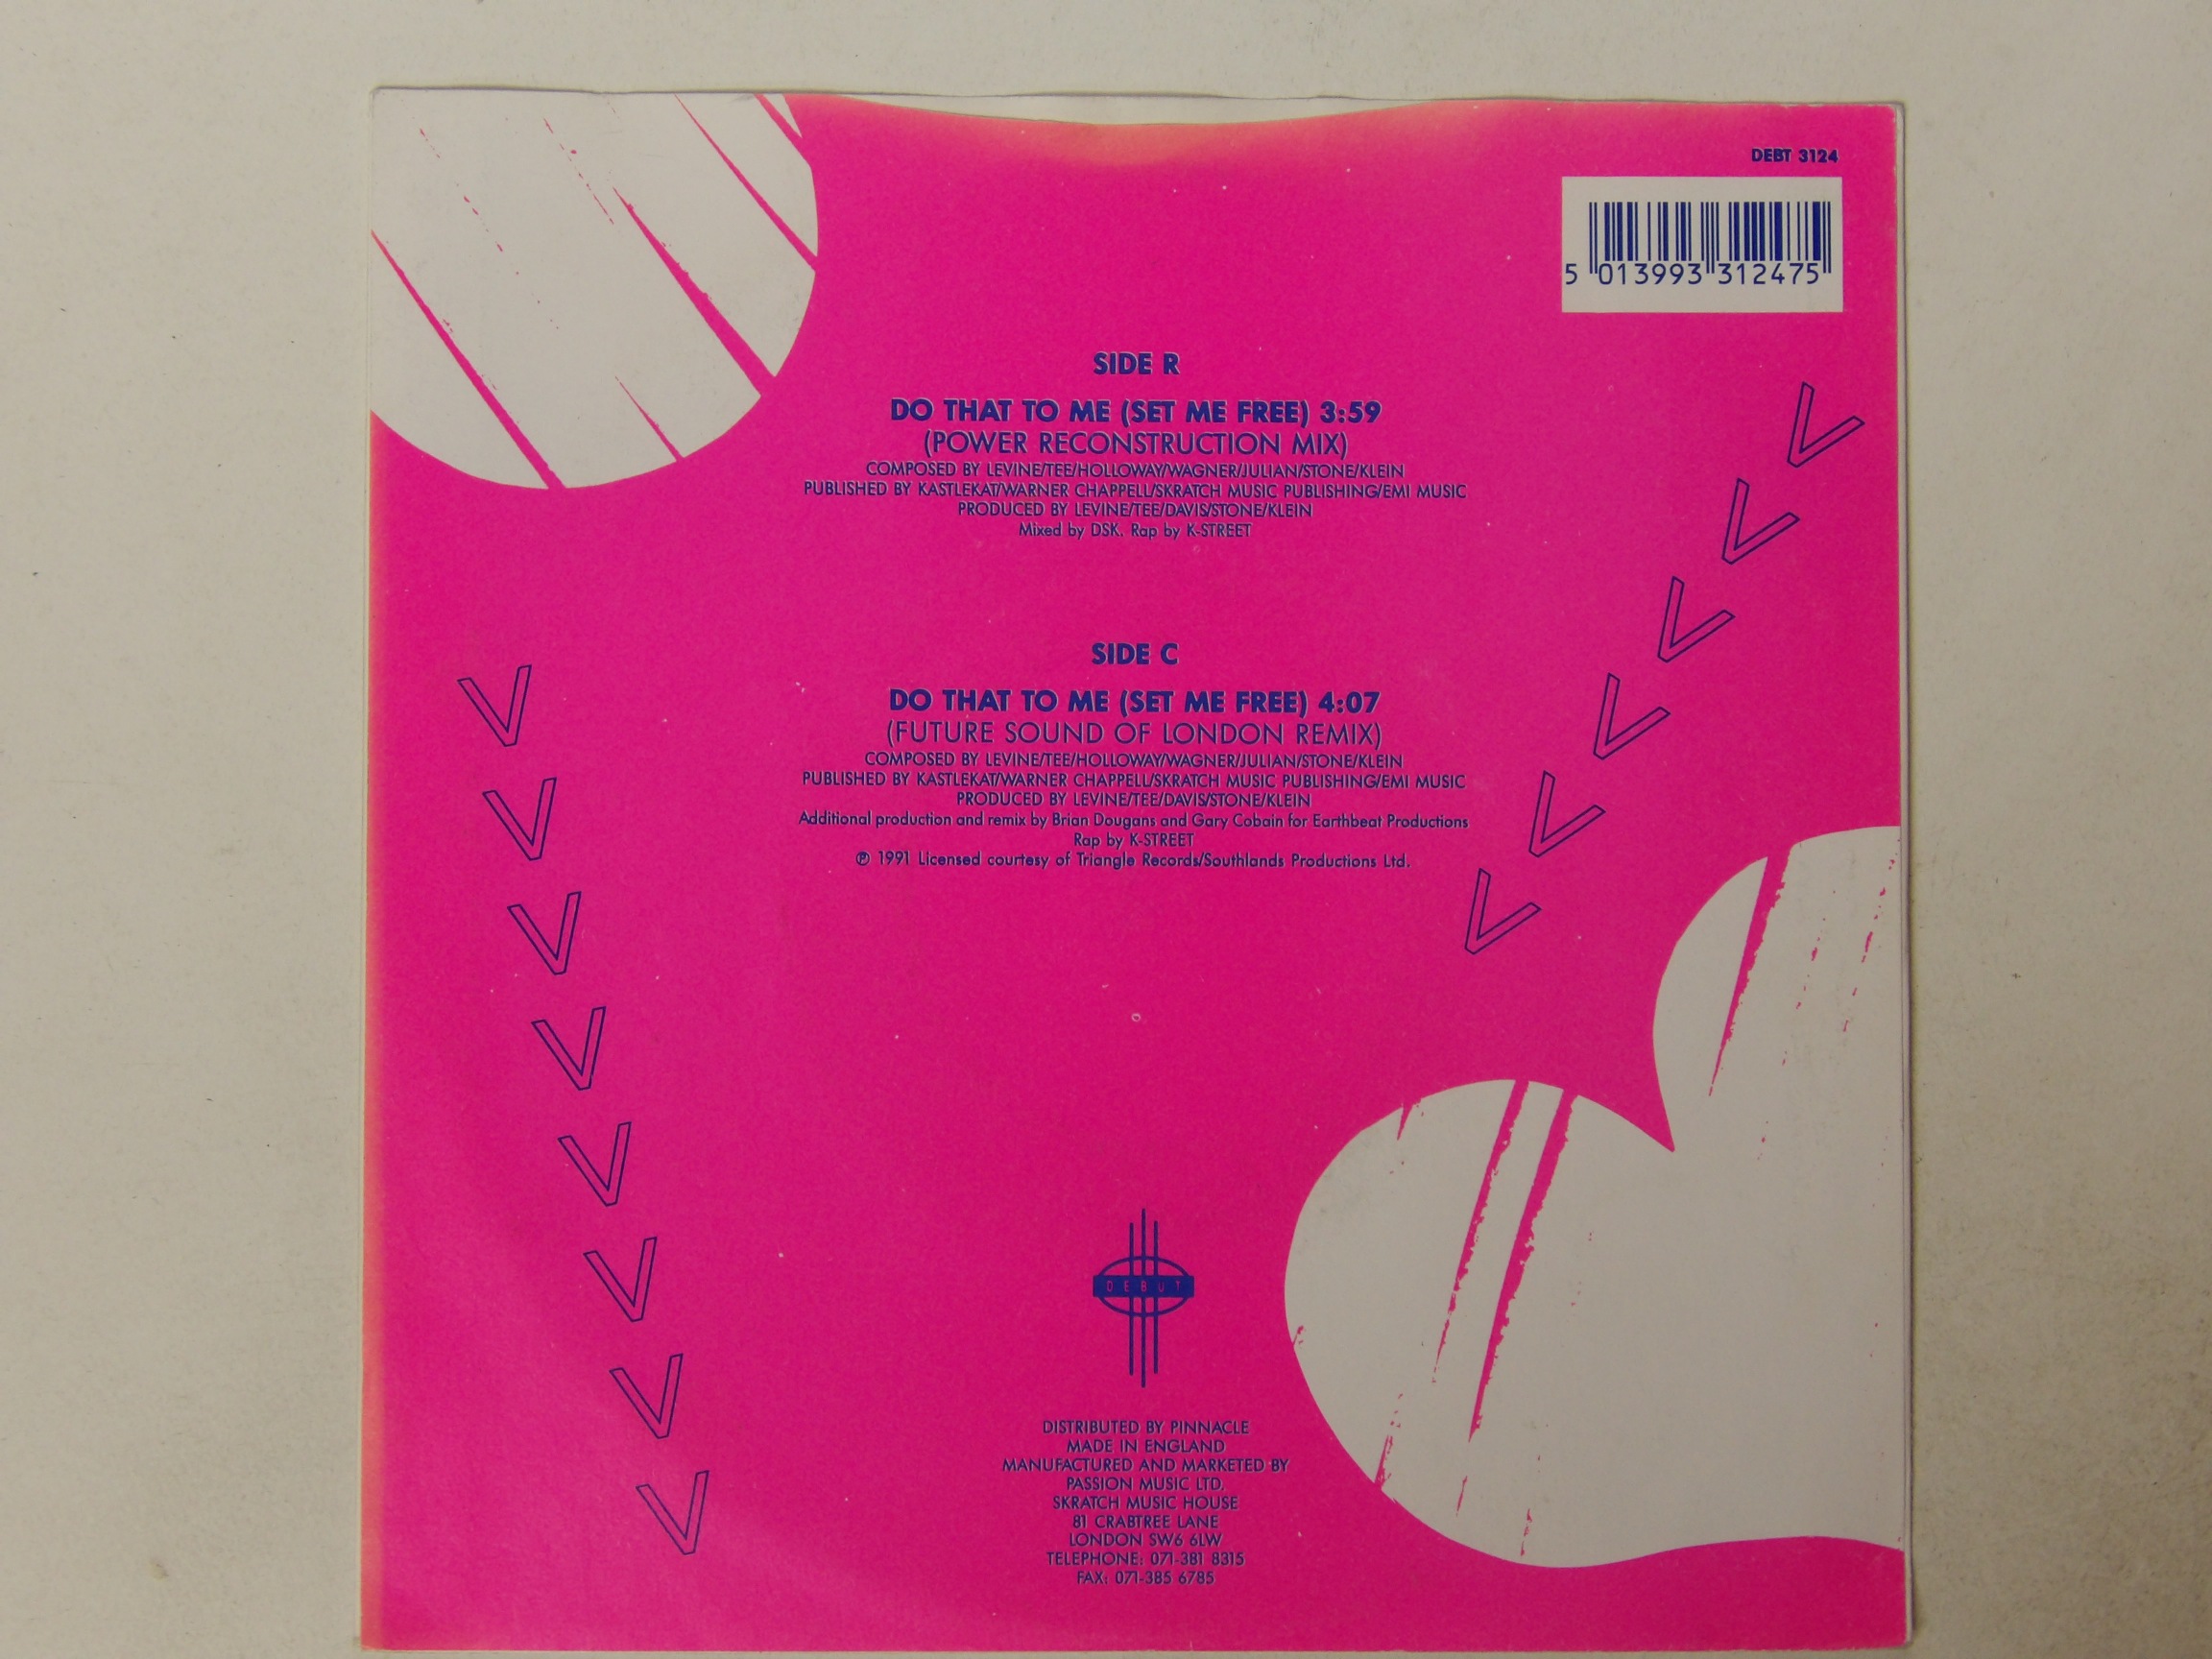 DEBT 3124
5 013993 312475
SIDE R
DO THAT TO ME (SET ME FREE) 3:59
(POWER RECONSTRUCTION MIX)
COMPOSED BY LEVINE/TEE/HOLLOWAY/WAGNER/JULIAN/STONE/KLEIN
PUBLISHED BY KASTLEKAT/WARNER CHAPPELL/SKRATCH MUSIC PUBLISHING/EMI MUSIC
PRODUCED BY LEVINE/TEE/DAVIS/STONE/KLEIN
Mixed by DSK. Rap by K-STREET
SIDE C
DO THAT TO ME (SET ME FREE) 4:07
(FUTURE SOUND OF LONDON REMIX)
COMPOSED BY LEVINE/TEE/HOLLOWAY/WAGNER/JULIAN/STONE/KLEIN
PUBLISHED BY KASTLEKAT/WARNER CHAPPELL/SKRATCH MUSIC PUBLISHING/EMI MUSIC
PRODUCED BY LEVINE/TEE/DAVIS/STONE/KLEIN
Additional production and remix by Brian Dougans and Gary Cobain for Earthbeat Productions
Rap by K-STREET
℗ 1991 Licensed courtesy of Triangle Records/Southlands Productions Ltd.
DEBUT
DISTRIBUTED BY PINNACLE
MADE IN ENGLAND
MANUFACTURED AND MARKETED BY
PASSION MUSIC LTD.
SKRATCH MUSIC HOUSE
81 CRABTREE LANE
LONDON SW6 6LW
TELEPHONE: 071-381 8315
FAX: 071-385 6785